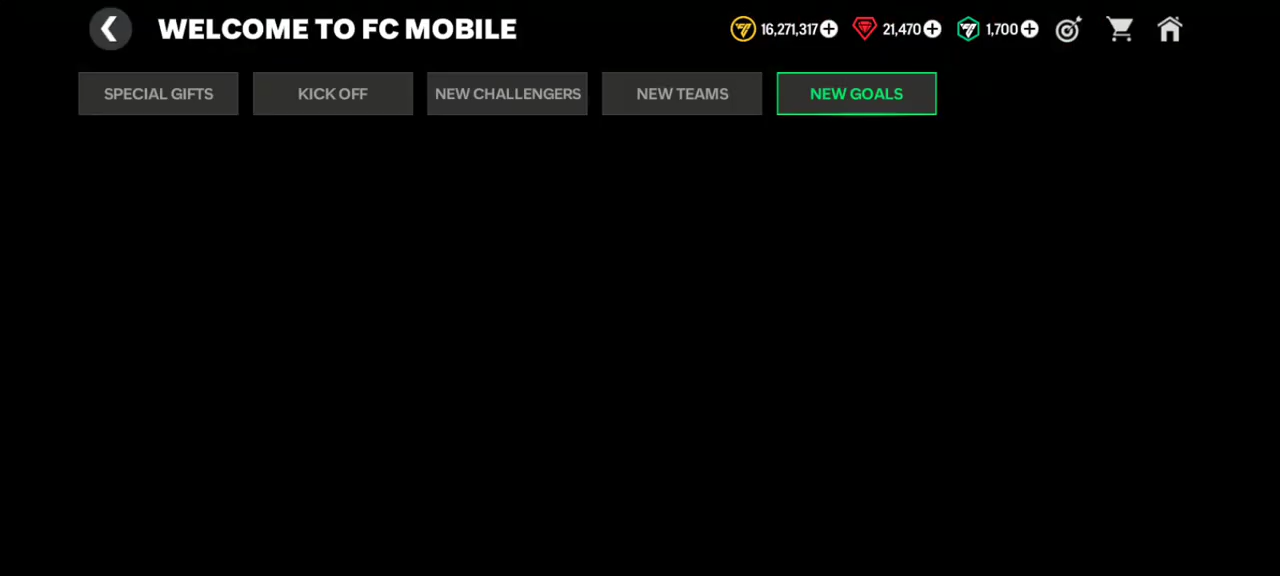 WELCOME TO FC MOBILE 16,271,317 21,470 1,700
SPECIAL GIFTS KICK OFF NEW CHALLENGERS NEW TEAMS NEW GOALS